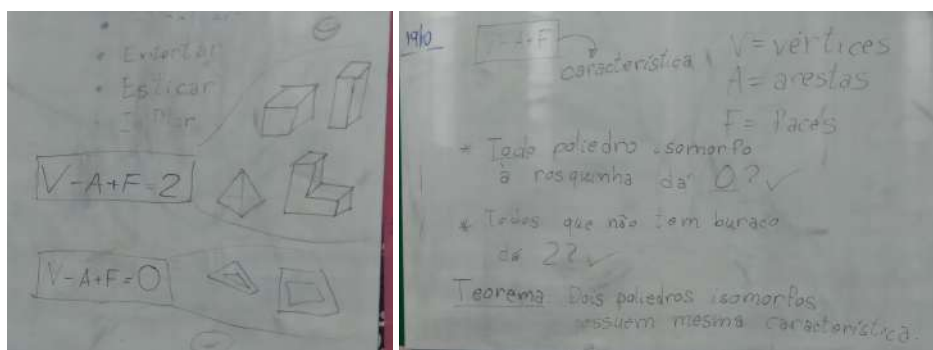 • Entortar
• Esticar
V-A+F=2
V-A+F=0
19/0
V-A+F
característica
V = vértices
A = arestas
F = Faces
* Todo poliedro isomorfo
à rosquinha dá 0? ✓
* Todos que não tem buraco
dá 2? ✓
Teorema: Dois poliedros isomorfos
possuem mesma característica.